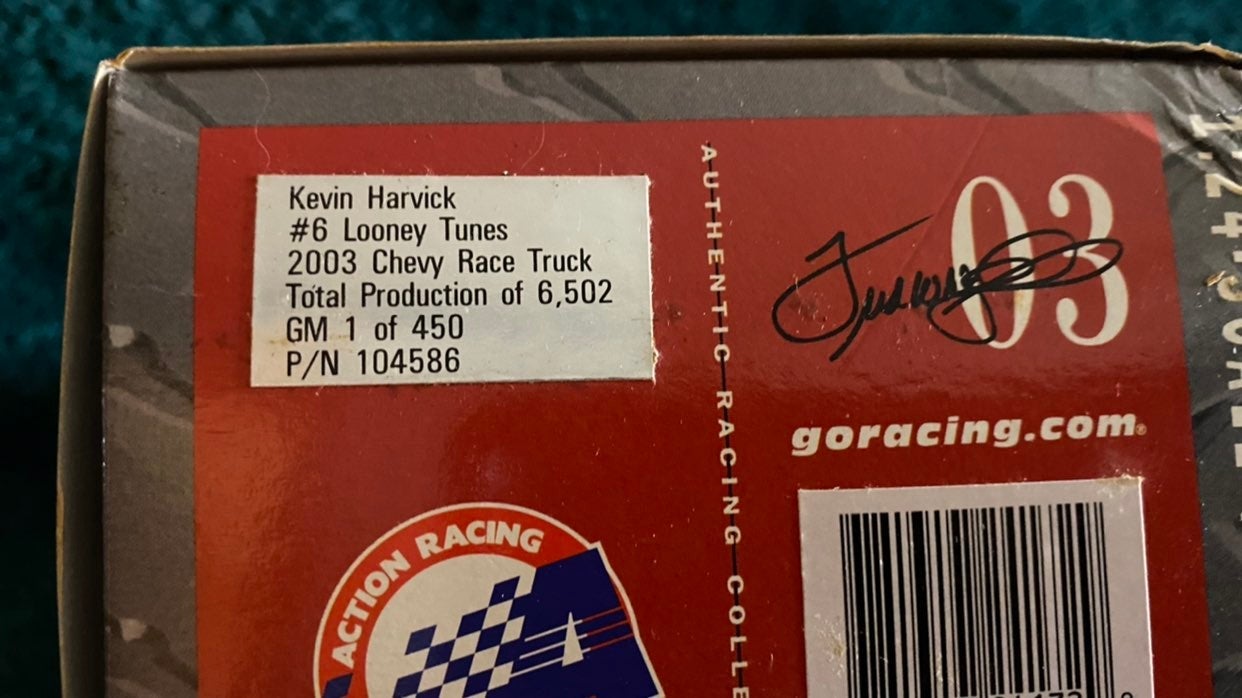 Kevin Harvick
#6 Looney Tunes
2003 Chevy Race Truck
Total Production of 6,502
GM 1 of 450
P/N 104586
AUTHENTIC RACING COLLE
03
goracing.com®
ACTION RACING